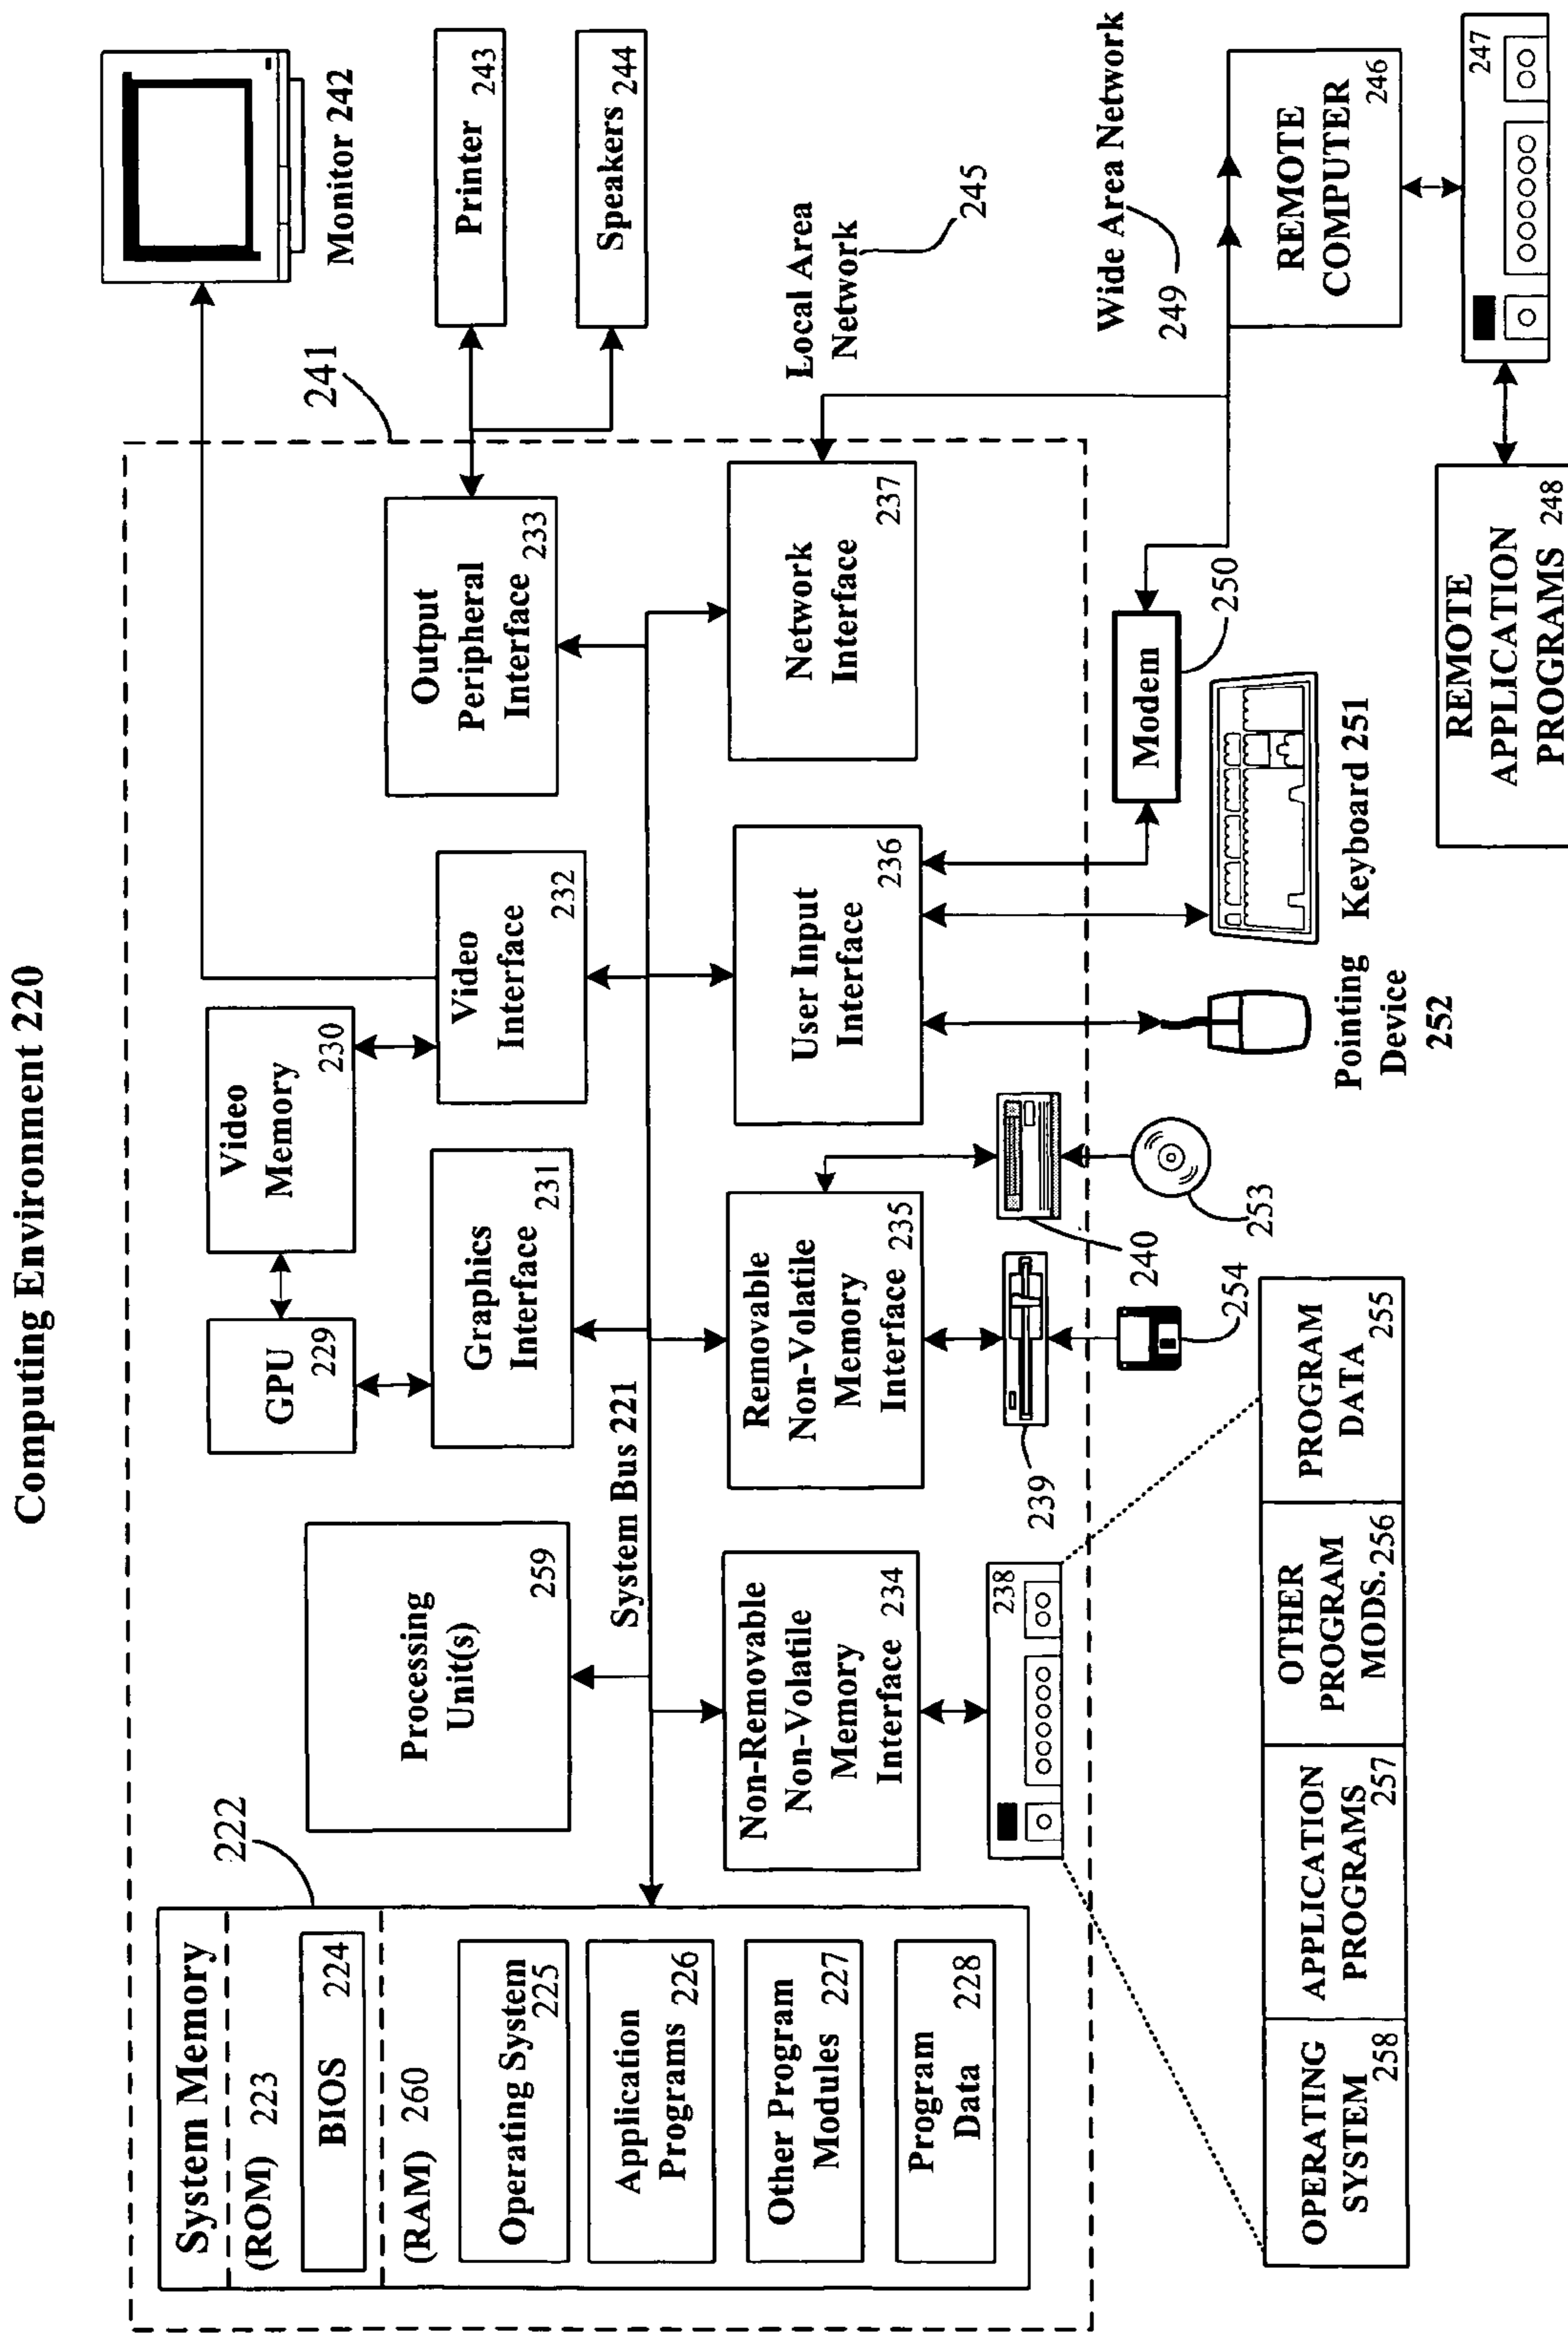 Computing Environment 220
System Memory
222
(ROM) 223
BIOS 224
(RAM) 260
Operating System
225
Application
Programs 226
Other Program
Modules 227
Program
Data 228
Processing
Unit(s)
259
System Bus 221
GPU
229
Video
Memory
230
Graphics
Interface
231
Video
Interface
232
Output
Peripheral
Interface
233
241
Monitor 242
Printer 243
Speakers 244
Non-Removable
Non-Volatile
Memory
Interface 234
Removable
Non-Volatile
Memory
Interface 235
User Input
Interface
236
Network
Interface
237
Local Area
Network
245
238
239
240
254
253
Pointing
Device
252
Keyboard 251
Modem
250
Wide Area Network
249
REMOTE
COMPUTER
246
247
REMOTE
APPLICATION
PROGRAMS 248
OPERATING
SYSTEM
258
APPLICATION
PROGRAMS
257
OTHER
PROGRAM
MODS. 256
PROGRAM
DATA
255